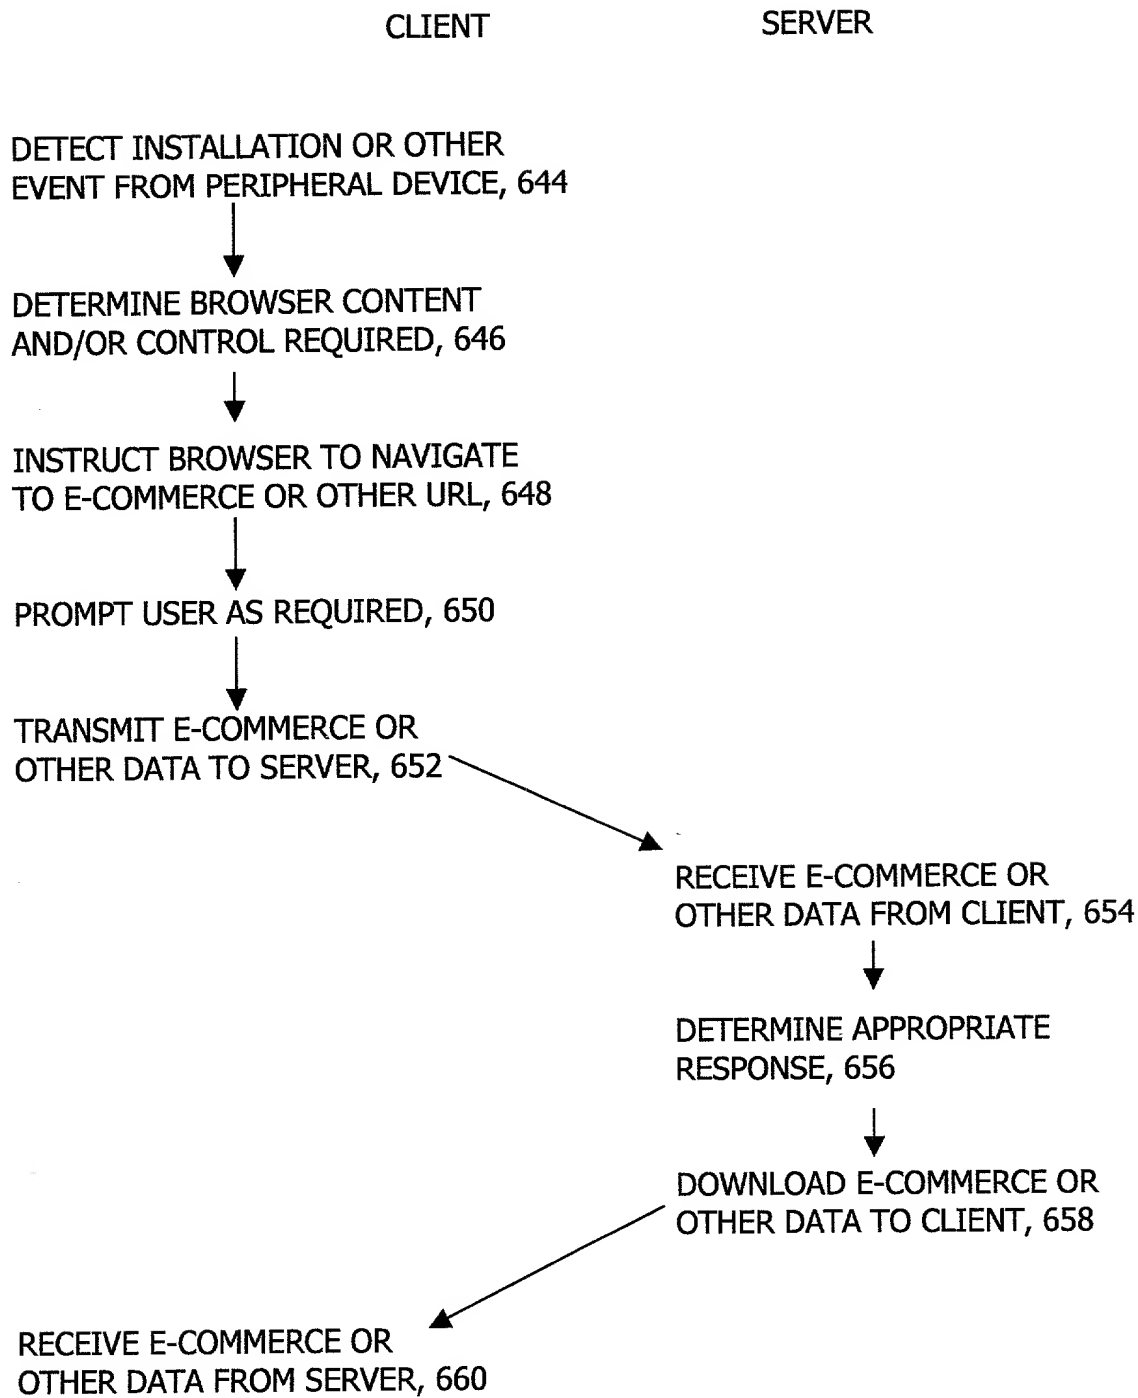 CLIENT
SERVER
DETECT INSTALLATION OR OTHER
EVENT FROM PERIPHERAL DEVICE, 644
DETERMINE BROWSER CONTENT
AND/OR CONTROL REQUIRED, 646
INSTRUCT BROWSER TO NAVIGATE
TO E-COMMERCE OR OTHER URL, 648
PROMPT USER AS REQUIRED, 650
TRANSMIT E-COMMERCE OR
OTHER DATA TO SERVER, 652
RECEIVE E-COMMERCE OR
OTHER DATA FROM CLIENT, 654
DETERMINE APPROPRIATE
RESPONSE, 656
DOWNLOAD E-COMMERCE OR
OTHER DATA TO CLIENT, 658
RECEIVE E-COMMERCE OR
OTHER DATA FROM SERVER, 660